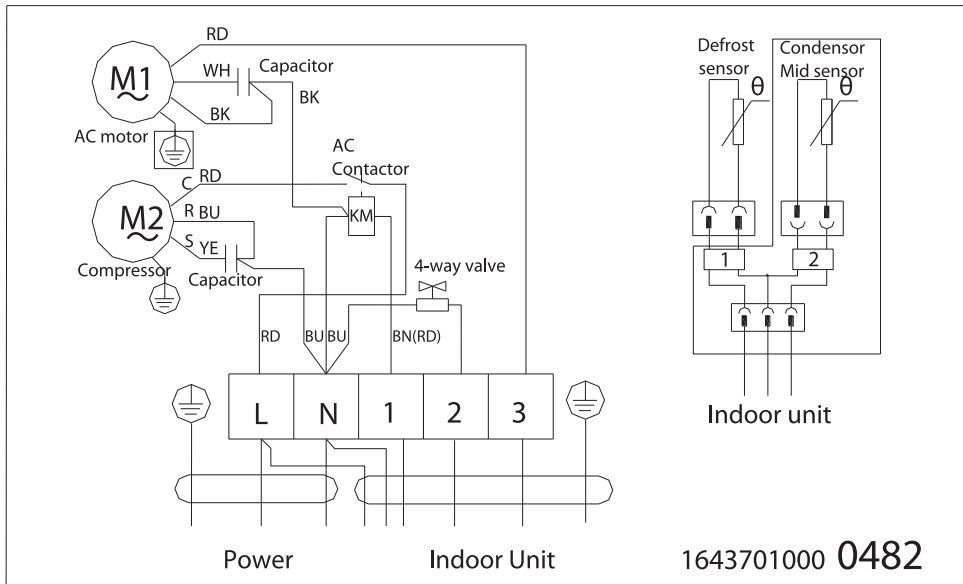 RD
M1
WH
Capacitor
BK
BK
AC motor
AC
Contactor
C RD
KM
R BU
M2
S YE
Compressor
Capacitor
4-way valve
RD
BU BU
BN(RD)
L N 1 2 3
Power
Indoor Unit
Defrost
sensor
Condensor
Mid sensor
θ θ
1 2
Indoor unit
1643701000 0482